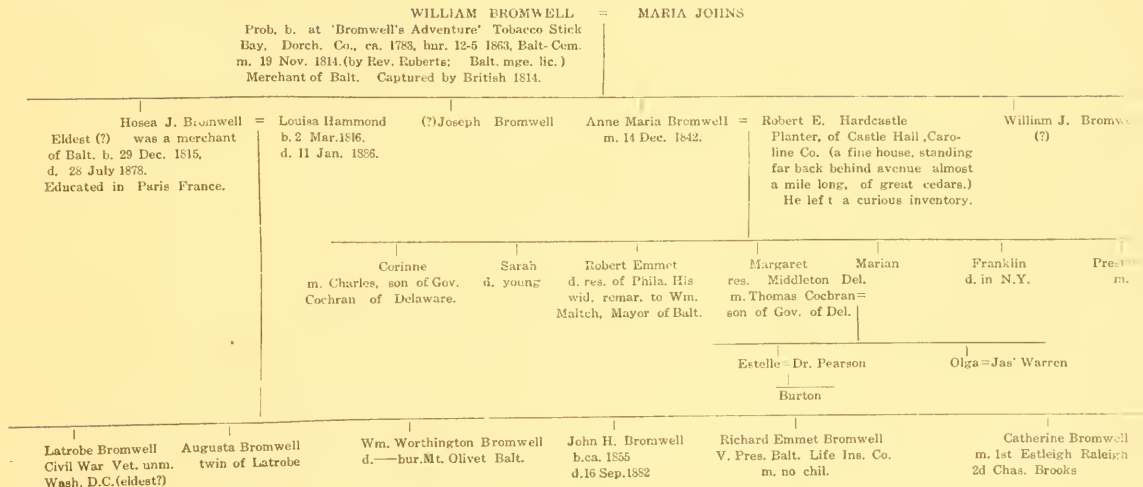 WILLIAM BROMWELL = MARIA JOHNS
Prob. b. at 'Bromwell's Adventure' Tobacco Stick
Bay, Dorch. Co., ca. 1783, bur. 12-5 1863, Balt-Cem.
m. 19 Nov. 1814.(by Rev. Roberts: Balt. mge. lic.)
Merchant of Balt. Captured by British 1814.
Hosea J. Bromwell =
Eldest (?) was a merchant
of Balt. b. 29 Dec. 1815,
d. 28 July 1878.
Educated in Paris France.
Louisa Hammond
b. 2 Mar.1816.
d. 11 Jan. 1886.
(?)Joseph Bromwell
Anne Maria Bromwell =
m. 14 Dec. 1842.
Robert E. Hardcastle
Planter, of Castle Hall ,Caro-
line Co. (a fine house, standing
far back behind avenue almost
a mile long, of great cedars.)
He left a curious inventory.
William J.
(?)
Corinne
m. Charles, son of Gov.
Cochran of Delaware.
Sarah
d. young
Robert Emmet
d. res. of Phila. His
wid. remar. to Wm.
Maltch, Mayor of Balt.
Margaret
res. Middleton Del.
m. Thomas Cochran=
son of Gov. of Del.
Marian
Franklin
d. in N.Y.
m.
Estelle=Dr. Pearson
Burton
Olga=Jas' Warren
Latrobe Bromwell
Civil War Vet. unm.
Wash. D.C.(eldest?)
Augusta Bromwell
twin of Latrobe
Wm. Worthington Bromwell
d.—bur.Mt. Olivet Balt.
John H. Bromwell
b.ca. 1855
d.16 Sep.1882
Richard Emmet Bromwell
V. Pres. Balt. Life Ins. Co.
m. no chil.
Catherine Bromwell
m. 1st Estleigh Raleigh
2d Chas. Brooks